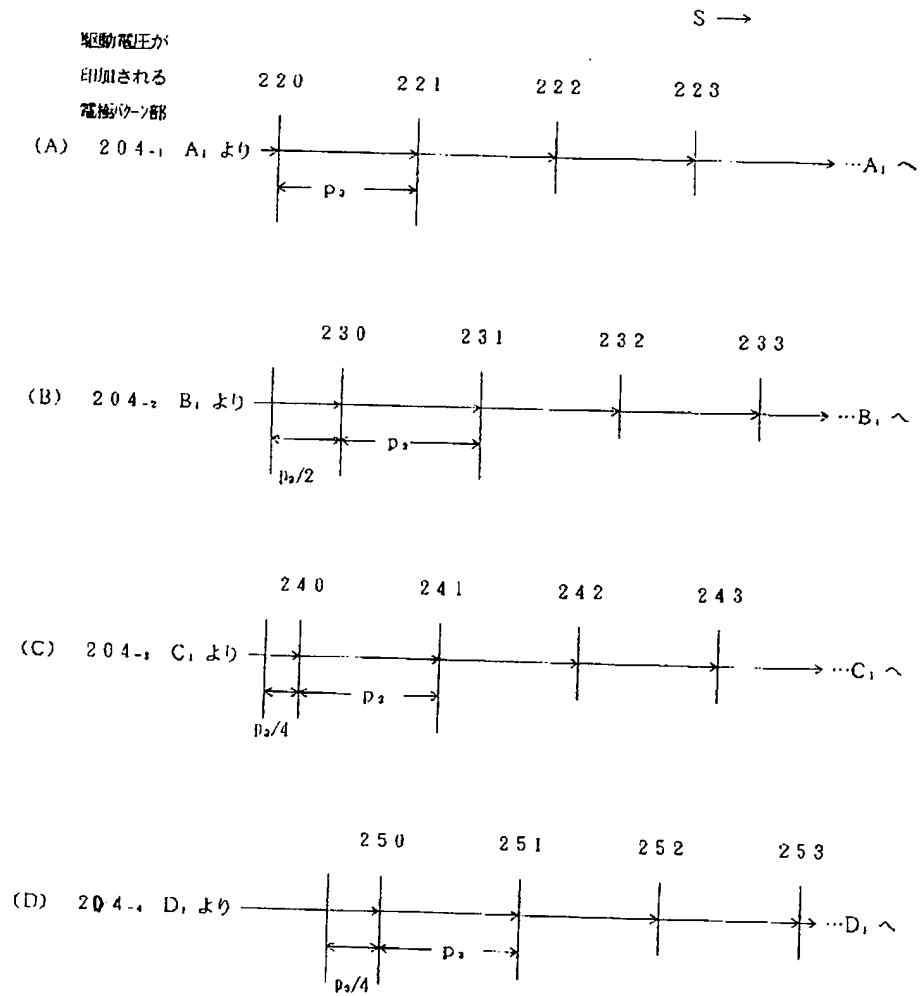 S →
駆動電圧が
印加される
電極パターン部
220 221 222 223
(A) 204-1 A1 より …A1 へ
p3
230 231 232 233
(B) 204-2 B1 より …B1 へ
p3/2 p3
240 241 242 243
(C) 204-3 C1 より …C1 へ
p3/4 p3
250 251 252 253
(D) 204-4 D1 より …D1 へ
p3/4 p3